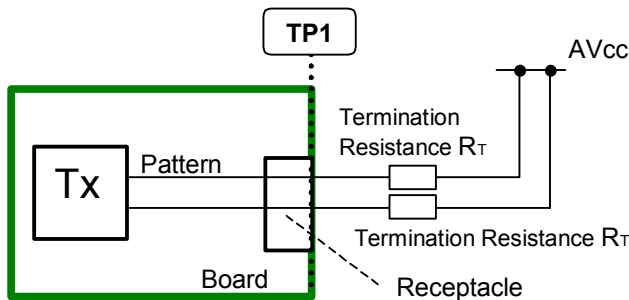 TP1
AVcc
Termination
Resistance RT
Pattern
Tx
Termination Resistance RT
Board
Receptacle